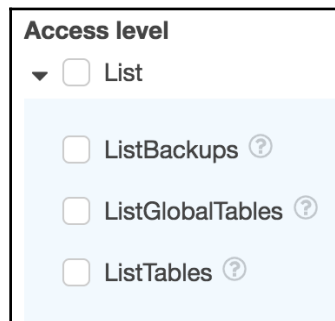 Access level
List
ListBackups ?
ListGlobalTables ?
ListTables ?